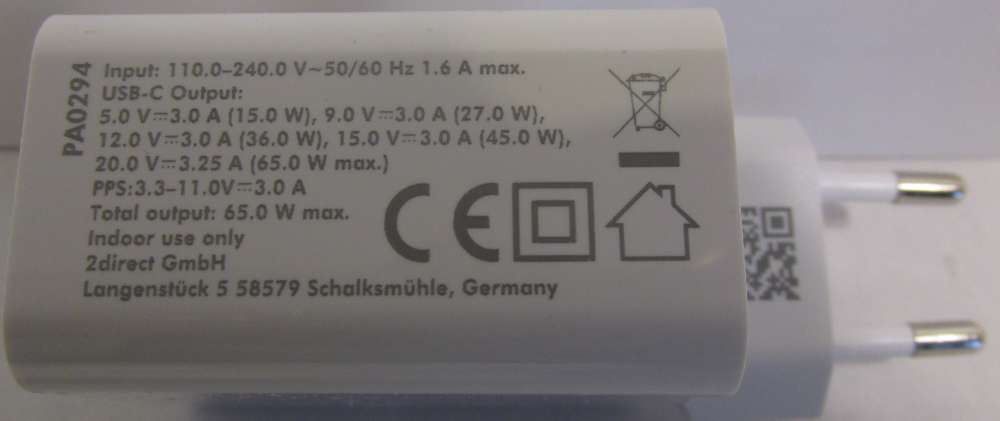 PA0294
Input: 110.0–240.0 V~50/60 Hz 1.6 A max.
USB-C Output:
5.0 V⎓3.0 A (15.0 W), 9.0 V⎓3.0 A (27.0 W),
12.0 V⎓3.0 A (36.0 W), 15.0 V⎓3.0 A (45.0 W),
20.0 V⎓3.25 A (65.0 W max.)
PPS:3.3–11.0V⎓3.0 A
Total output: 65.0 W max.
Indoor use only
2direct GmbH
Langenstück 5 58579 Schalksmühle, Germany
CE